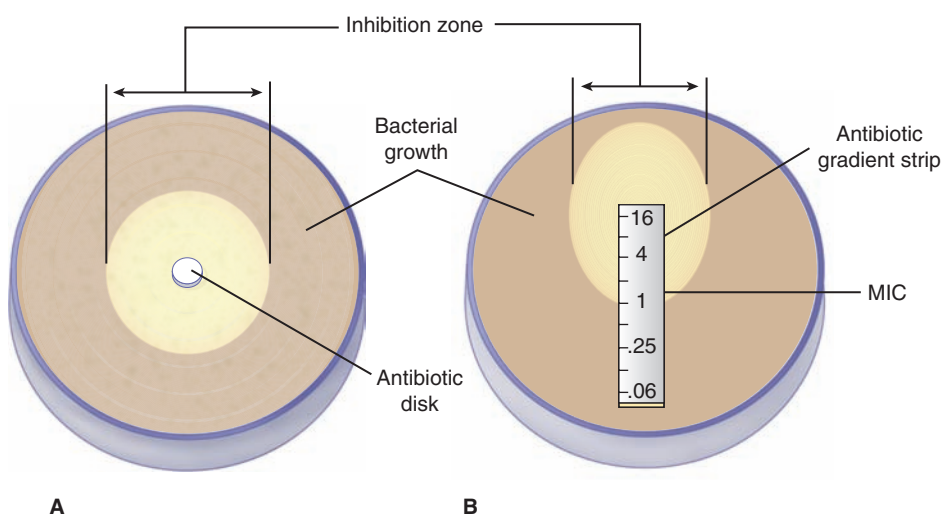 Inhibition zone
Bacterial
growth
Antibiotic
gradient strip
16
4
1
.25
.06
MIC
Antibiotic
disk
A
B